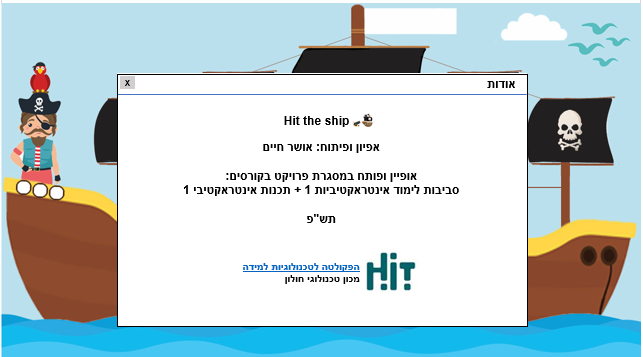 אודות
x
Hit the ship
אפיון ופיתוח: אושר חיים
אופיין ופותח במסגרת פרויקט בקורסים:
סביבות לימוד אינטראקטיביות 1 + תכנות אינטראקטיבי 1
תש"פ
HiT
הפקולטה לטכנולוגיות למידה
מכון טכנולוגי חולון